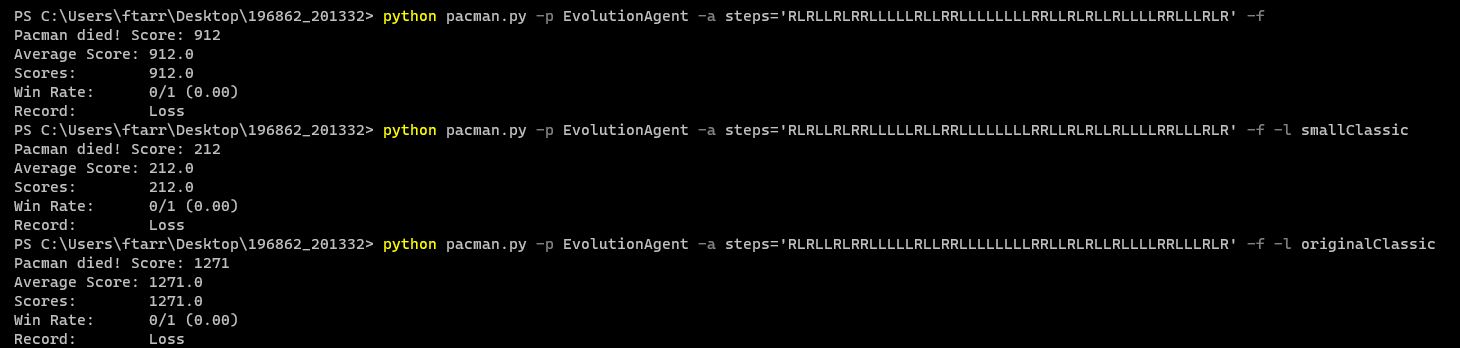 PS C:\Users\ftarr\Desktop\196862_201332> python pacman.py -p EvolutionAgent -a steps='RLRLLRLRRLLLLLRLLRRLLLLLLLLRRLLRLRLLRLLLLRRLLLRLR' -f
Pacman died! Score: 912
Average Score: 912.0
Scores:        912.0
Win Rate:      0/1 (0.00)
Record:        Loss
PS C:\Users\ftarr\Desktop\196862_201332> python pacman.py -p EvolutionAgent -a steps='RLRLLRLRRLLLLLRLLRRLLLLLLLLRRLLRLRLLRLLLLRRLLLRLR' -f -l smallClassic
Pacman died! Score: 212
Average Score: 212.0
Scores:        212.0
Win Rate:      0/1 (0.00)
Record:        Loss
PS C:\Users\ftarr\Desktop\196862_201332> python pacman.py -p EvolutionAgent -a steps='RLRLLRLRRLLLLLRLLRRLLLLLLLLRRLLRLRLLRLLLLRRLLLRLR' -f -l originalClassic
Pacman died! Score: 1271
Average Score: 1271.0
Scores:        1271.0
Win Rate:      0/1 (0.00)
Record:        Loss